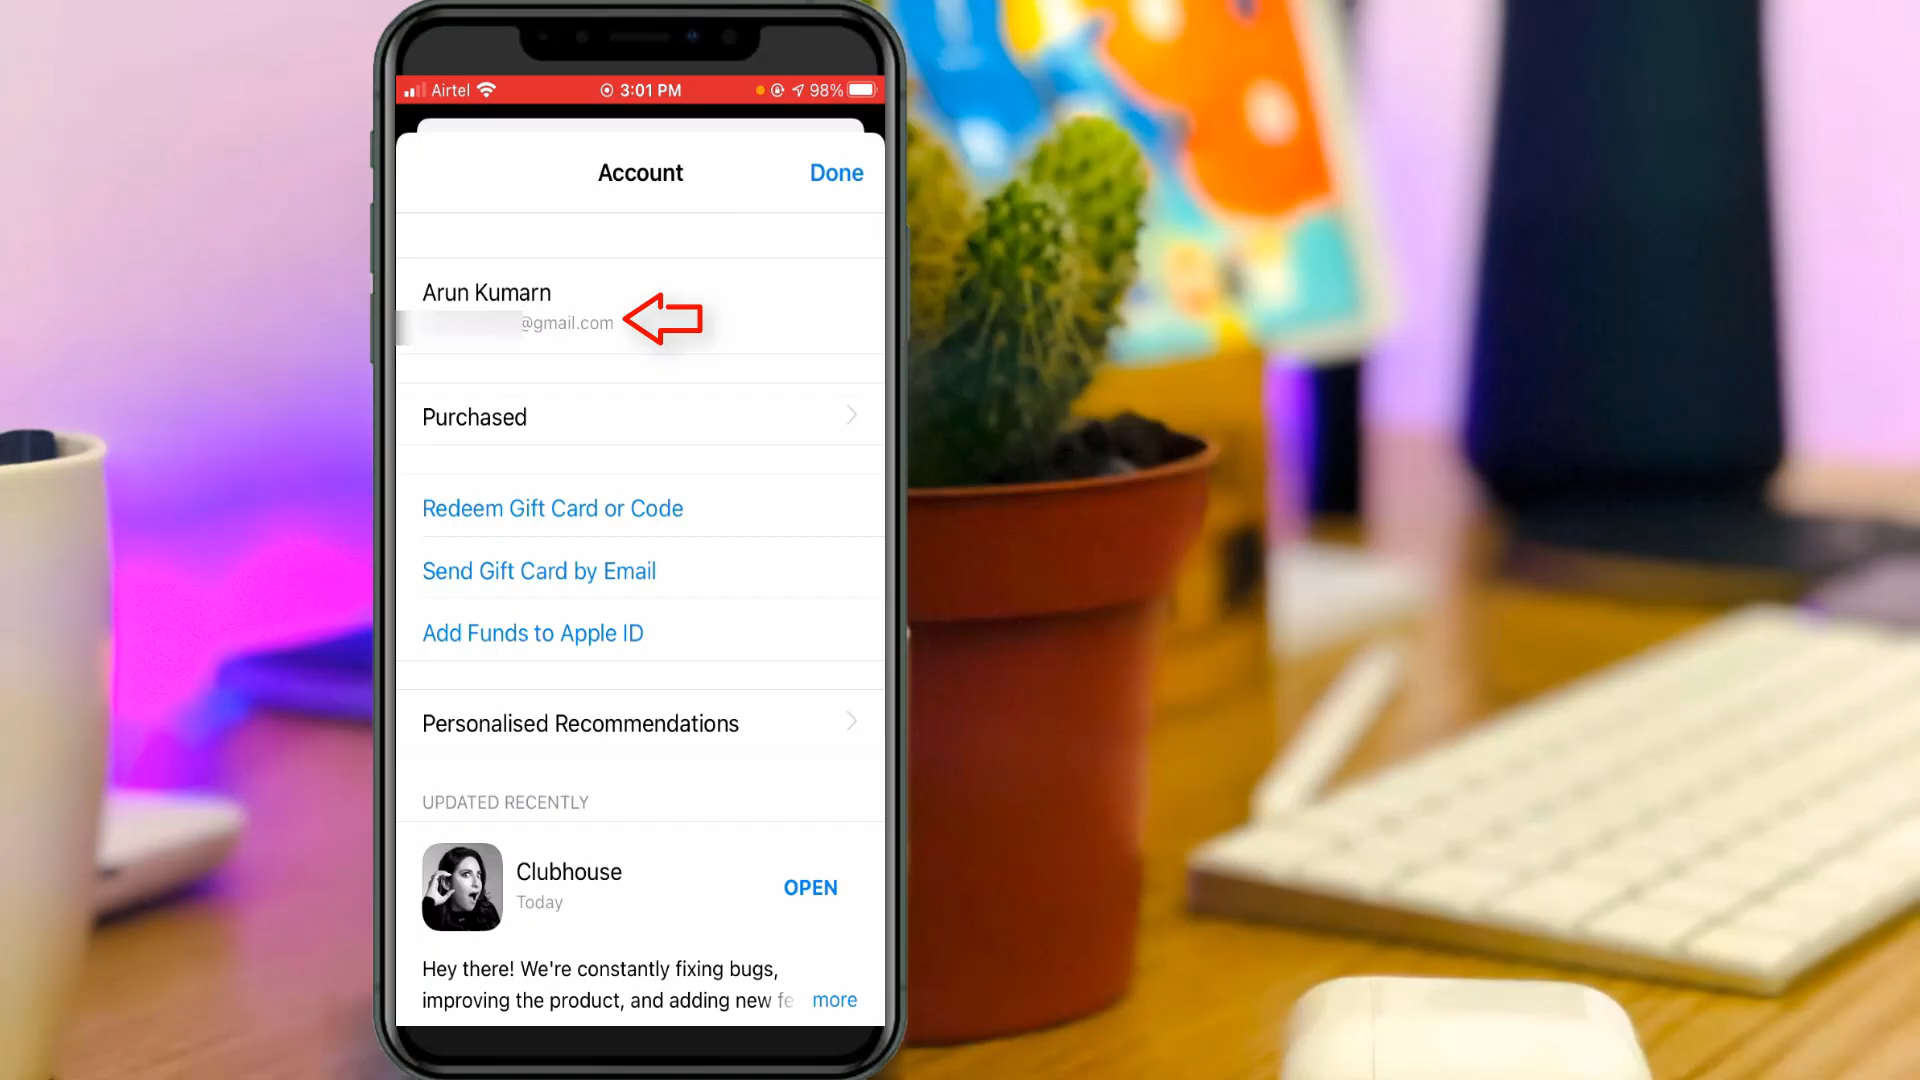 Airtel 3:01 PM 98%
Account Done
Arun Kumarn
@gmail.com
Purchased
Redeem Gift Card or Code
Send Gift Card by Email
Add Funds to Apple ID
Personalised Recommendations
UPDATED RECENTLY
Clubhouse
Today
OPEN
Hey there! We're constantly fixing bugs,
improving the product, and adding new fe more